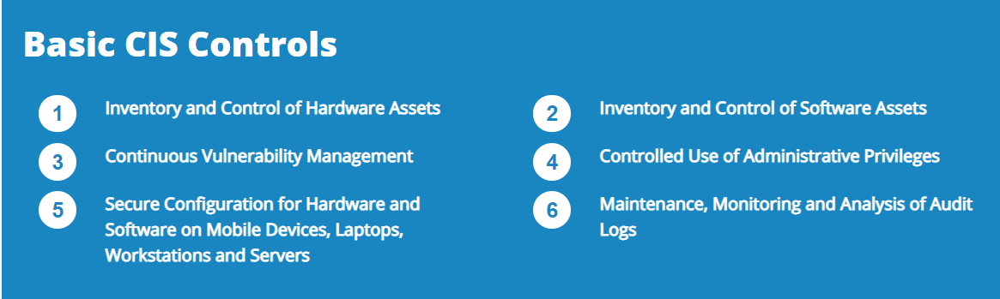 Basic CIS Controls
1 Inventory and Control of Hardware Assets
2 Inventory and Control of Software Assets
3 Continuous Vulnerability Management
4 Controlled Use of Administrative Privileges
5 Secure Configuration for Hardware and
Software on Mobile Devices, Laptops,
Workstations and Servers
6 Maintenance, Monitoring and Analysis of Audit
Logs